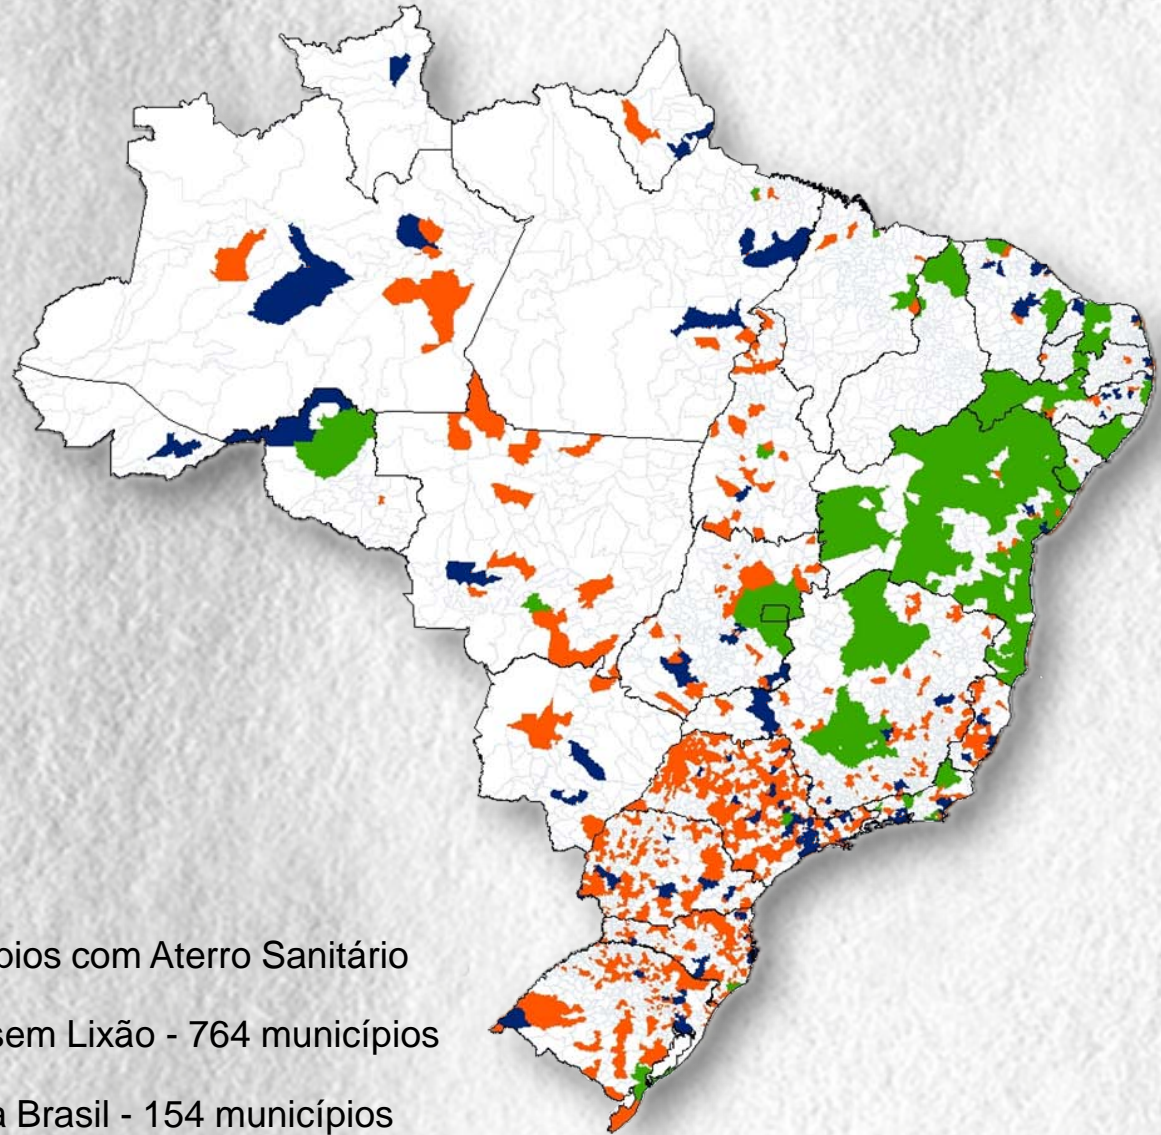 pios com Aterro Sanitário
sem Lixão - 764 municípios
a Brasil - 154 municípios